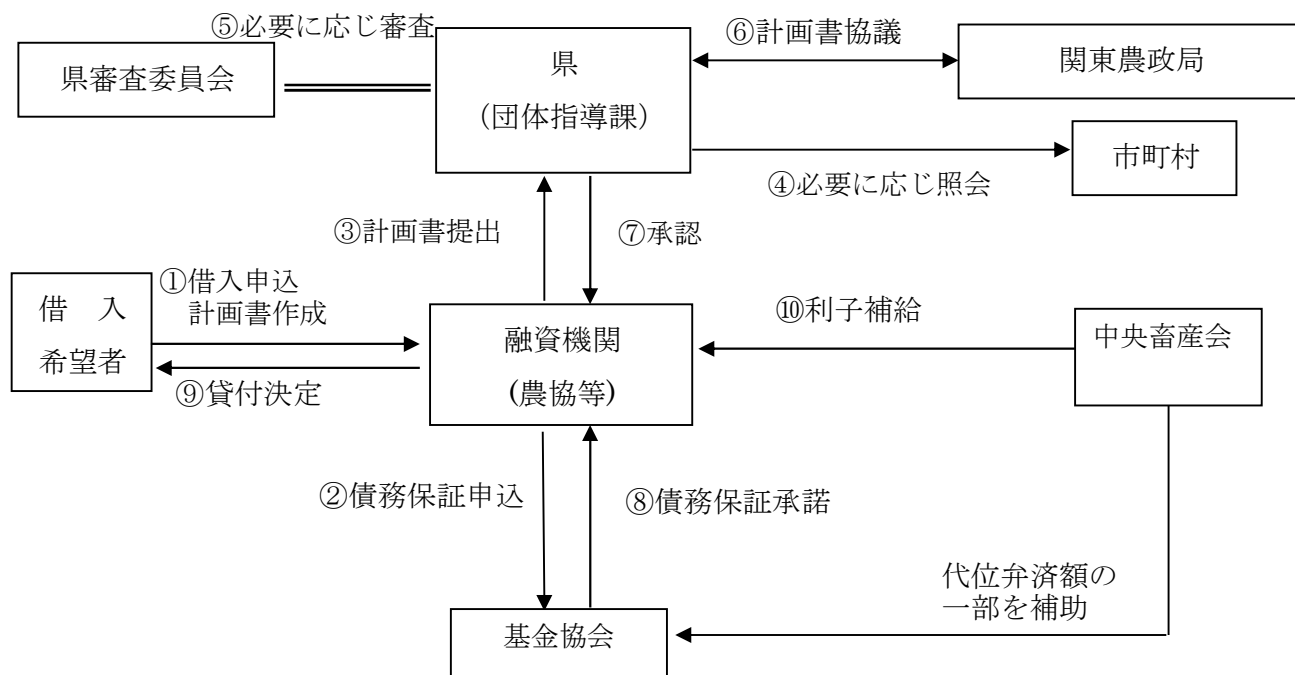 ⑤必要に応じ審査
県審査委員会
県
(団体指導課)
⑥計画書協議
関東農政局
市町村
④必要に応じ照会
③計画書提出
⑦承認
①借入申込
計画書作成
借　入
希望者
⑨貸付決定
融資機関
(農協等)
⑩利子補給
中央畜産会
②債務保証申込
⑧債務保証承諾
代位弁済額の
一部を補助
基金協会